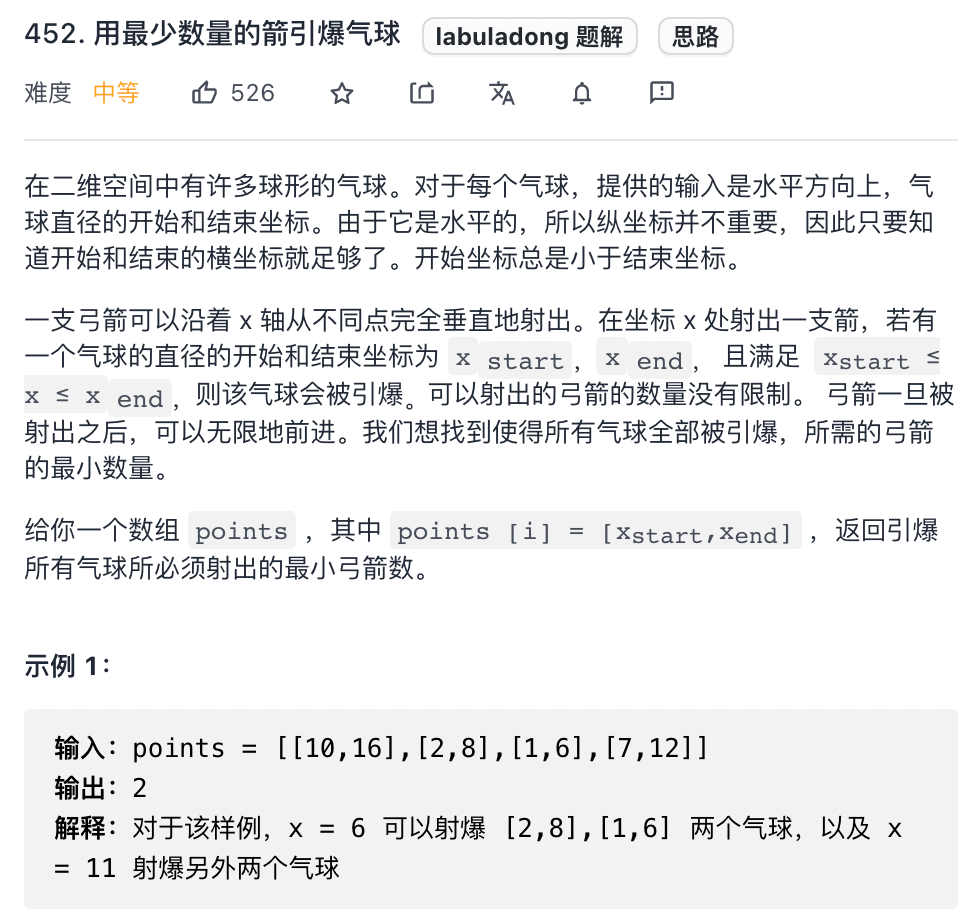 452. 用最少数量的箭引爆气球 labuladong 题解 思路
难度 中等 526
在二维空间中有许多球形的气球。对于每个气球，提供的输入是水平方向上，气
球直径的开始和结束坐标。由于它是水平的，所以纵坐标并不重要，因此只要知
道开始和结束的横坐标就足够了。开始坐标总是小于结束坐标。
一支弓箭可以沿着 x 轴从不同点完全垂直地射出。在坐标 x 处射出一支箭，若有
一个气球的直径的开始和结束坐标为 x start，x end， 且满足 xstart ≤
x ≤ x end，则该气球会被引爆。可以射出的弓箭的数量没有限制。 弓箭一旦被
射出之后，可以无限地前进。我们想找到使得所有气球全部被引爆，所需的弓箭
的最小数量。
给你一个数组 points ，其中 points [i] = [xstart,xend] ，返回引爆
所有气球所必须射出的最小弓箭数。
示例 1：
输入：points = [[10,16],[2,8],[1,6],[7,12]]
输出：2
解释：对于该样例，x = 6 可以射爆 [2,8],[1,6] 两个气球，以及 x
= 11 射爆另外两个气球